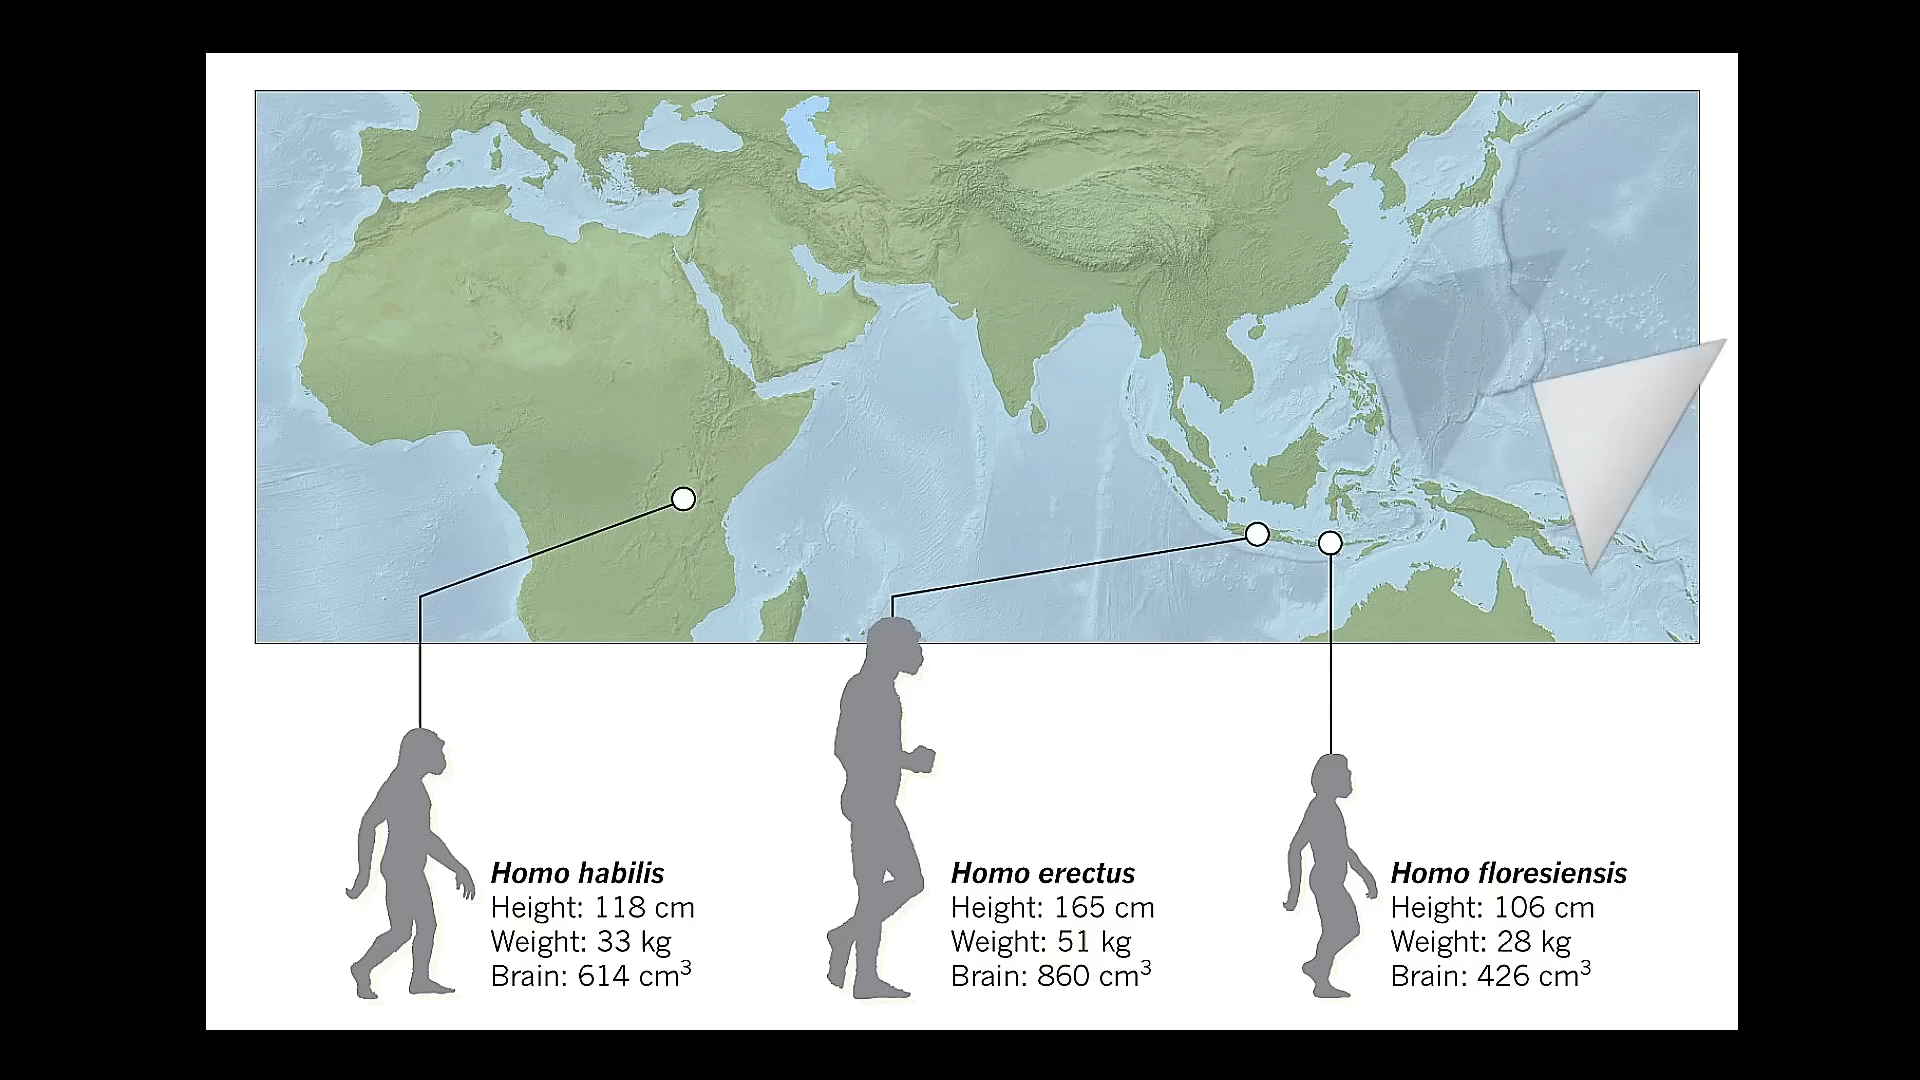 Homo habilis
Height: 118 cm
Weight: 33 kg
Brain: 614 cm³
Homo erectus
Height: 165 cm
Weight: 51 kg
Brain: 860 cm³
Homo floresiensis
Height: 106 cm
Weight: 28 kg
Brain: 426 cm³